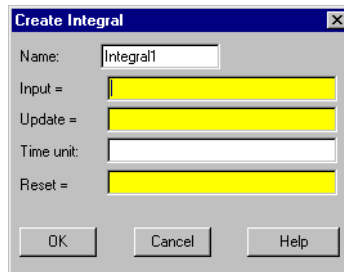 Create Integral
Name: Integral1
Input =
Update =
Time unit:
Reset =
OK Cancel Help